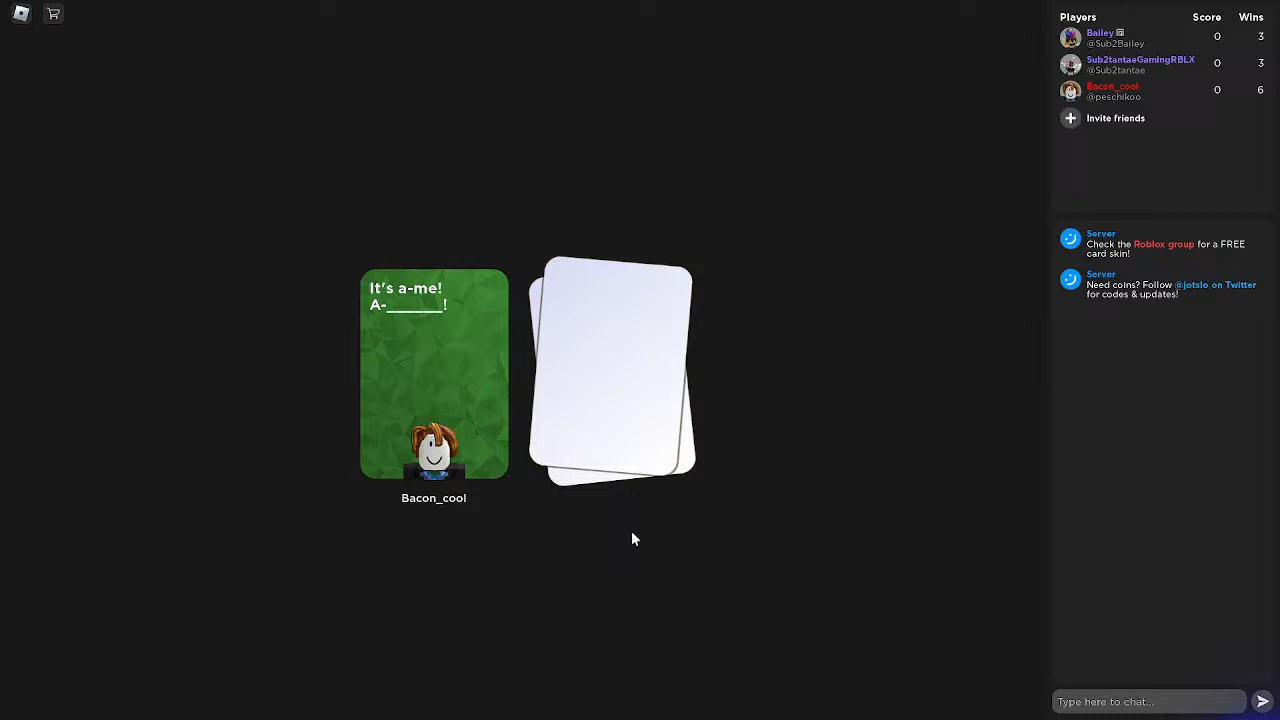 Players Score Wins
Bailey 0 3
@Sub2Bailey
Sub2tantaeGamingRBLX 0 3
@Sub2tantae
Bacon_cool 0 6
@peschikoo
Invite friends
It's a-me!
A-______!
Bacon_cool
Server
Check the Roblox group for a FREE
card skin!
Server
Need coins? Follow @jotslo on Twitter
for codes & updates!
Type here to chat...